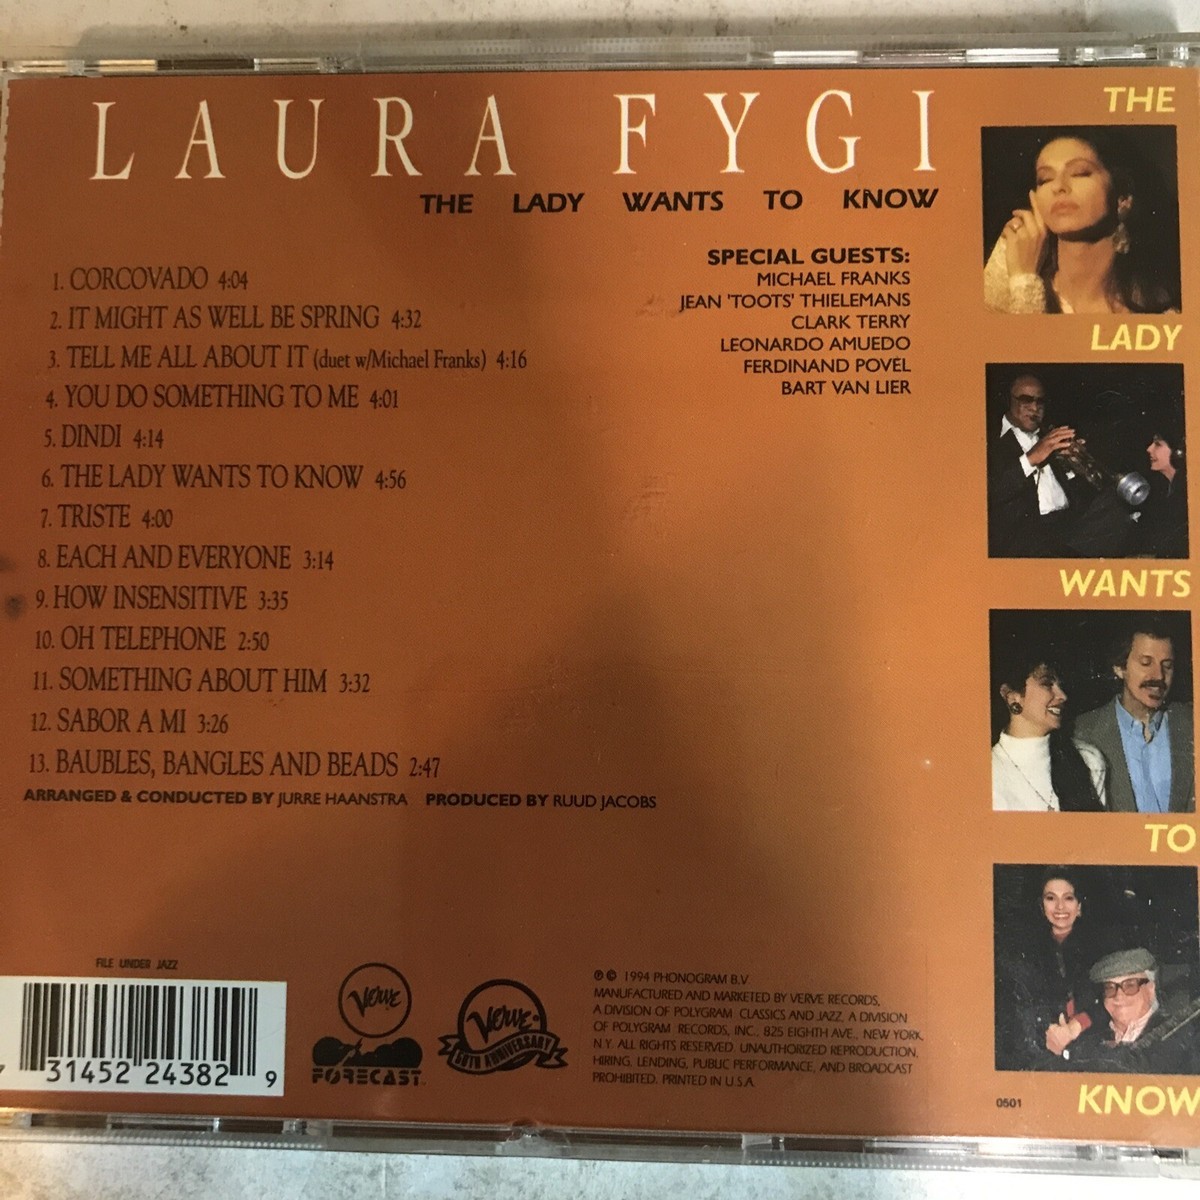 LAURA FYGI
THE LADY WANTS TO KNOW
1. CORCOVADO 4:04
2. IT MIGHT AS WELL BE SPRING 4:32
3. TELL ME ALL ABOUT IT (duet w/Michael Franks) 4:16
4. YOU DO SOMETHING TO ME 4:01
5. DINDI 4:14
6. THE LADY WANTS TO KNOW 4:56
7. TRISTE 4:00
8. EACH AND EVERYONE 3:14
9. HOW INSENSITIVE 3:35
10. OH TELEPHONE 2:50
11. SOMETHING ABOUT HIM 3:32
12. SABOR A MI 3:26
13. BAUBLES, BANGLES AND BEADS 2:47
ARRANGED & CONDUCTED BY JURRE HAANSTRA PRODUCED BY RUUD JACOBS
SPECIAL GUESTS:
MICHAEL FRANKS
JEAN 'TOOTS' THIELEMANS
CLARK TERRY
LEONARDO AMUEDO
FERDINAND POVEL
BART VAN LIER
THE
LADY
WANTS
TO
KNOW
FILE UNDER JAZZ
7 31452 24382 9
VERVE
FORECAST
VERVE
50TH ANNIVERSARY
℗ © 1994 PHONOGRAM B.V.
MANUFACTURED AND MARKETED BY VERVE RECORDS,
A DIVISION OF POLYGRAM CLASSICS AND JAZZ, A DIVISION
OF POLYGRAM RECORDS, INC. 825 EIGHTH AVE., NEW YORK,
N.Y. ALL RIGHTS RESERVED. UNAUTHORIZED REPRODUCTION,
HIRING, LENDING, PUBLIC PERFORMANCE, AND BROADCAST
PROHIBITED. PRINTED IN U.S.A.
0501